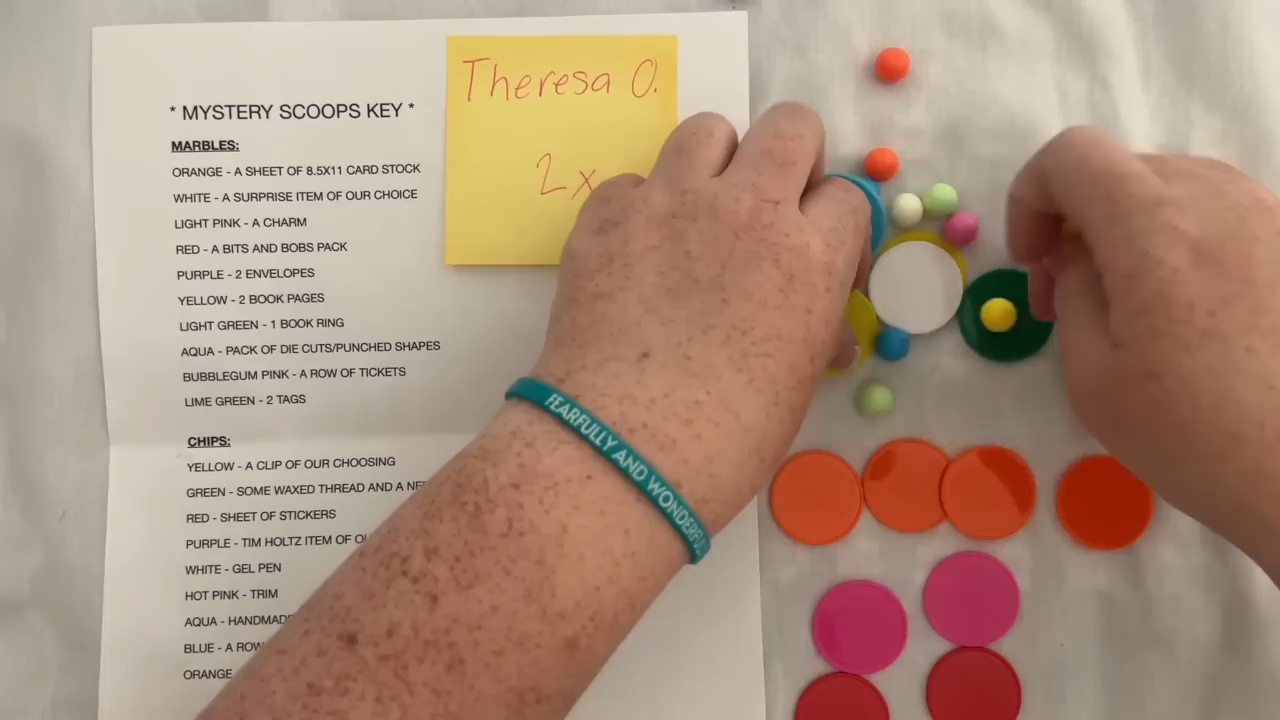 Theresa O.
2x
* MYSTERY SCOOPS KEY *
MARBLES:
ORANGE - A SHEET OF 8.5X11 CARD STOCK
WHITE - A SURPRISE ITEM OF OUR CHOICE
LIGHT PINK - A CHARM
RED - A BITS AND BOBS PACK
PURPLE - 2 ENVELOPES
YELLOW - 2 BOOK PAGES
LIGHT GREEN - 1 BOOK RING
AQUA - PACK OF DIE CUTS/PUNCHED SHAPES
BUBBLEGUM PINK - A ROW OF TICKETS
LIME GREEN - 2 TAGS
CHIPS:
YELLOW - A CLIP OF OUR CHOOSING
GREEN - SOME WAXED THREAD AND A
RED - SHEET OF STICKERS
PURPLE - TIM HOLTZ ITEM OF
WHITE - GEL PEN
HOT PINK - TRIM
AQUA -
BLUE - A ROW
ORANGE
FEARFULLY AND